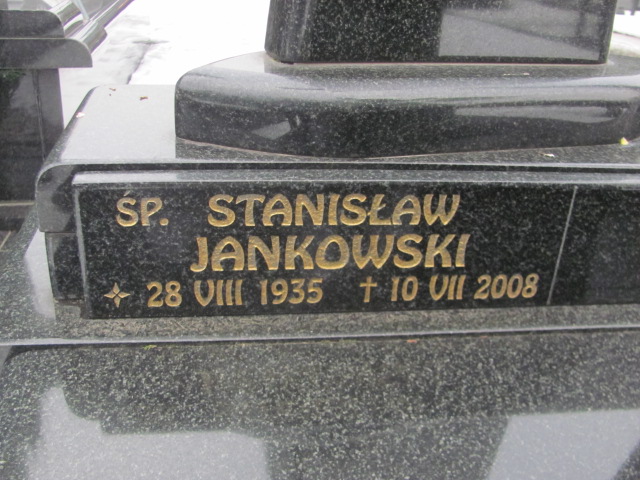 ŚP. STANISŁAW
JANKOWSKI
28 VIII 1935 † 10 VII 2008